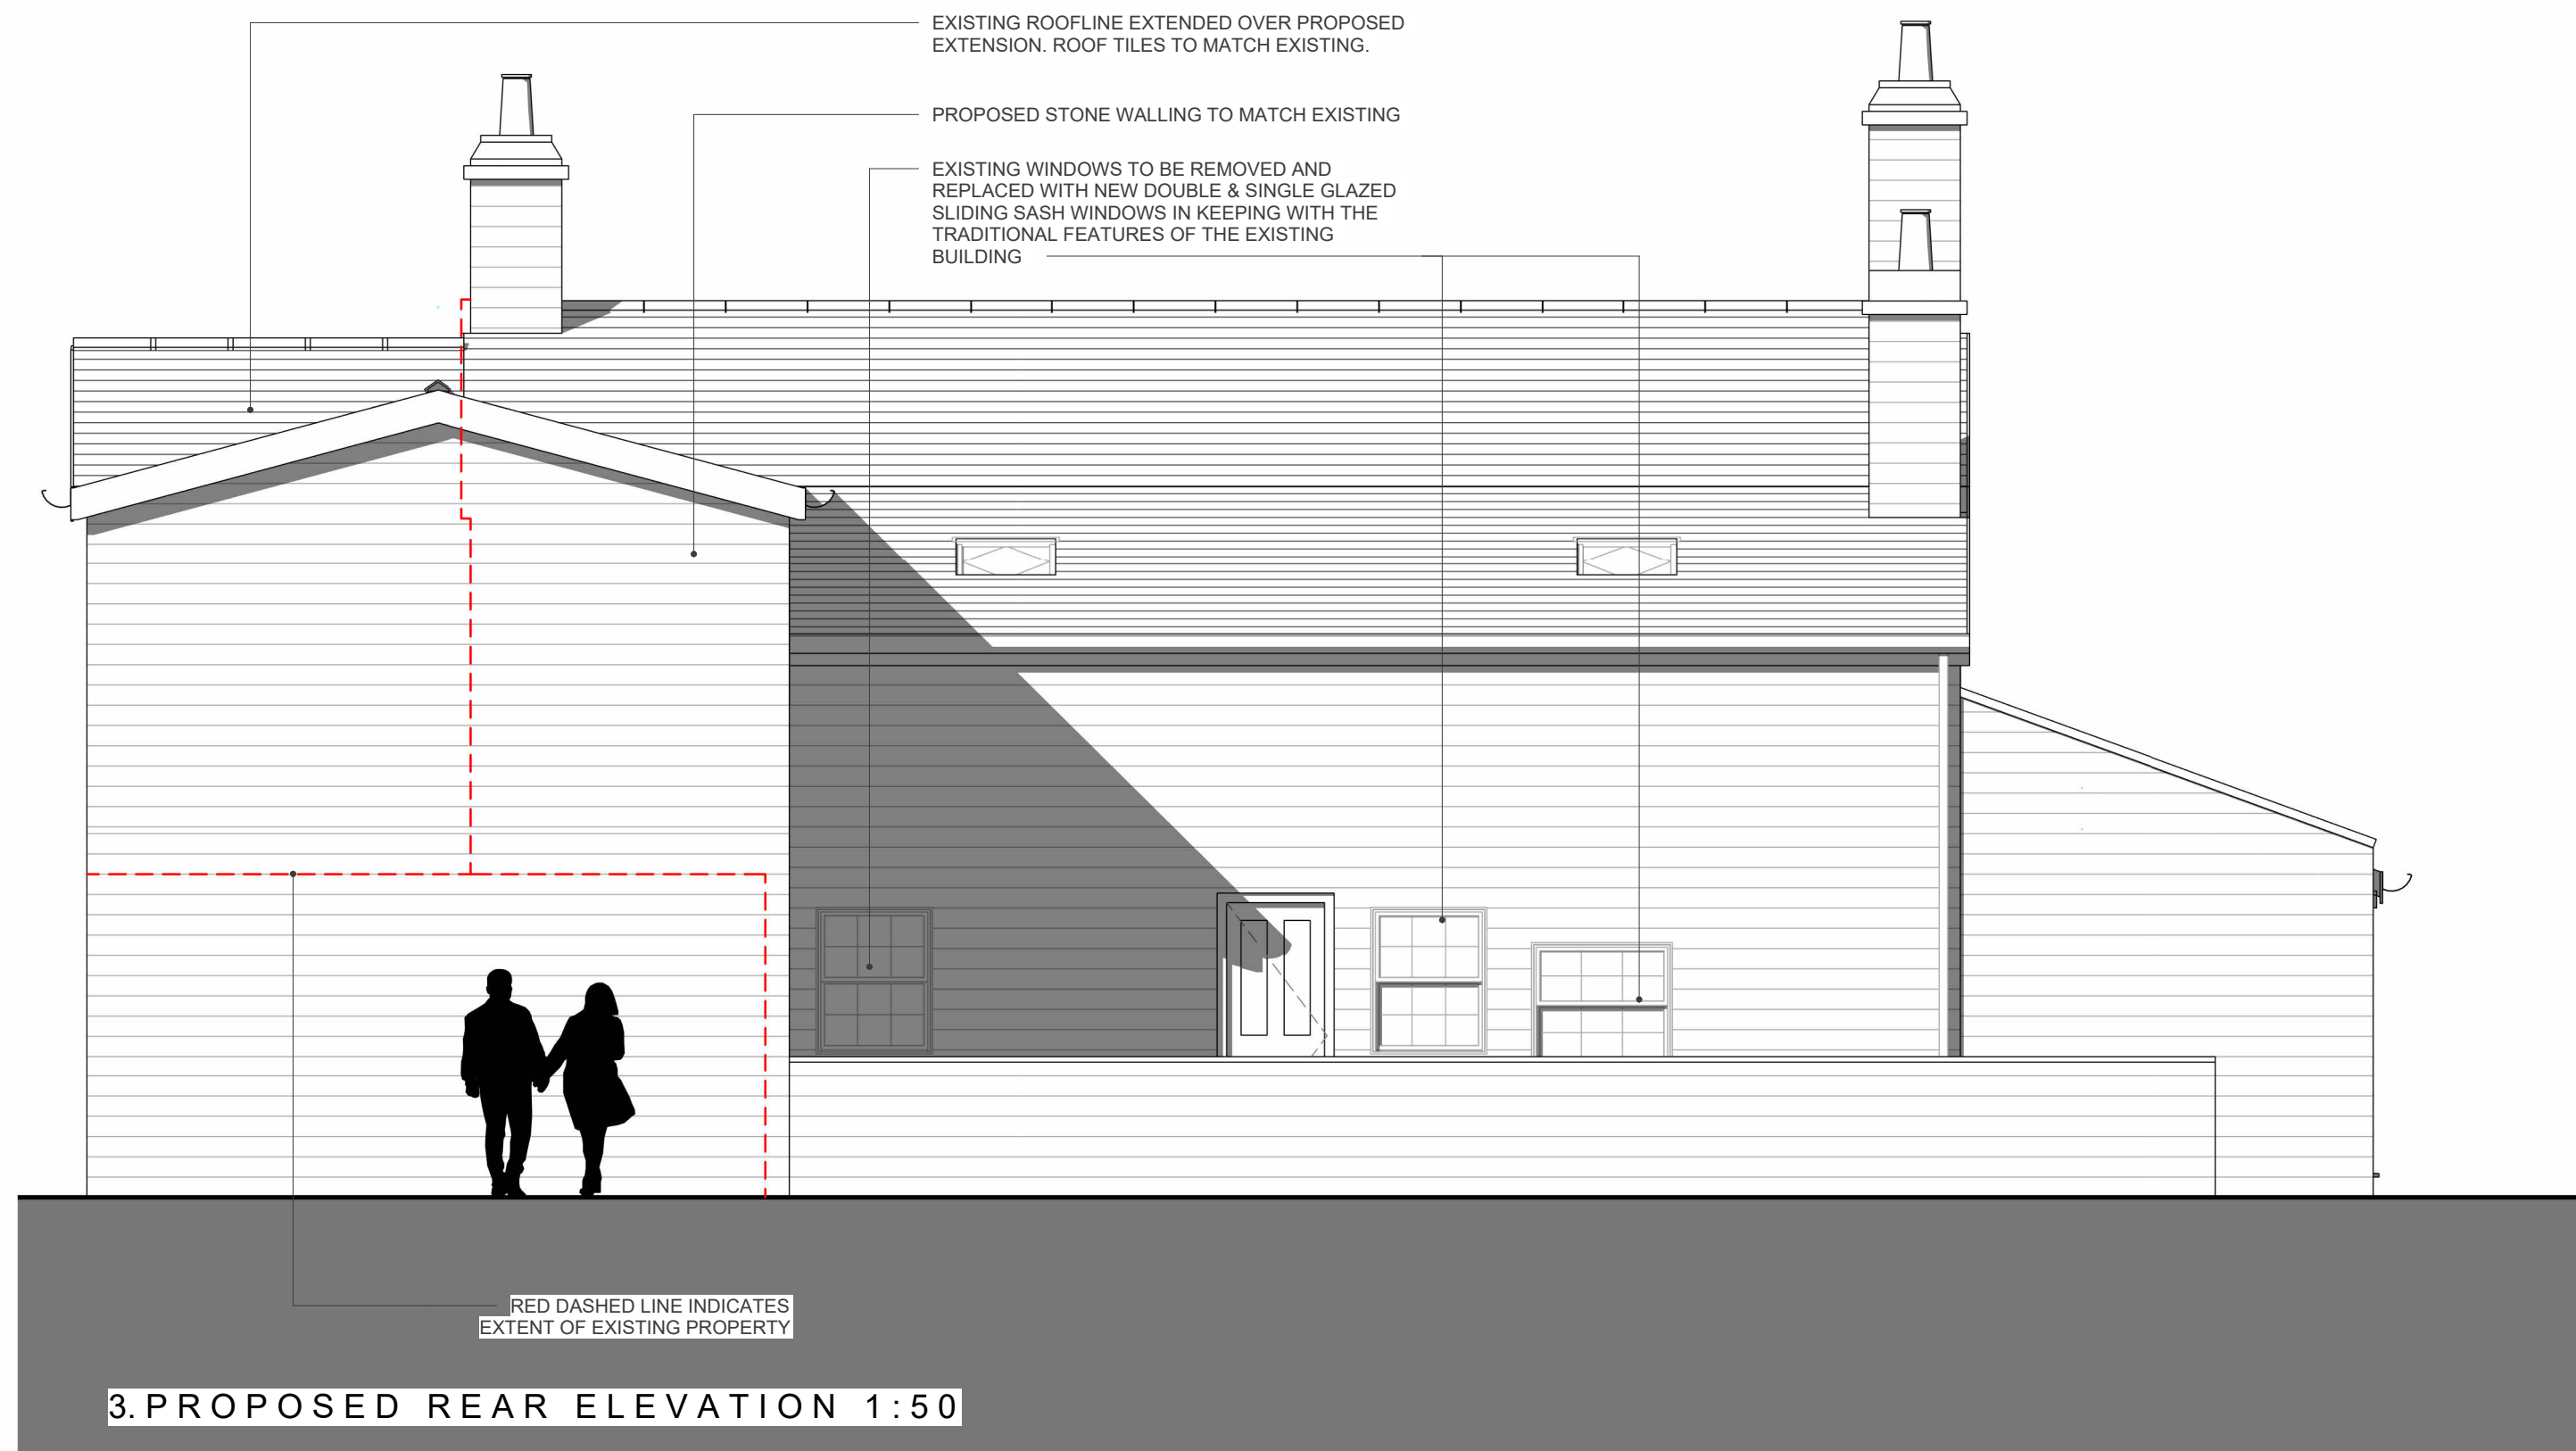 EXISTING ROOFLINE EXTENDED OVER PROPOSED
EXTENSION. ROOF TILES TO MATCH EXISTING.
PROPOSED STONE WALLING TO MATCH EXISTING
EXISTING WINDOWS TO BE REMOVED AND
REPLACED WITH NEW DOUBLE & SINGLE GLAZED
SLIDING SASH WINDOWS IN KEEPING WITH THE
TRADITIONAL FEATURES OF THE EXISTING
BUILDING
RED DASHED LINE INDICATES
EXTENT OF EXISTING PROPERTY
3. PROPOSED REAR ELEVATION 1:50